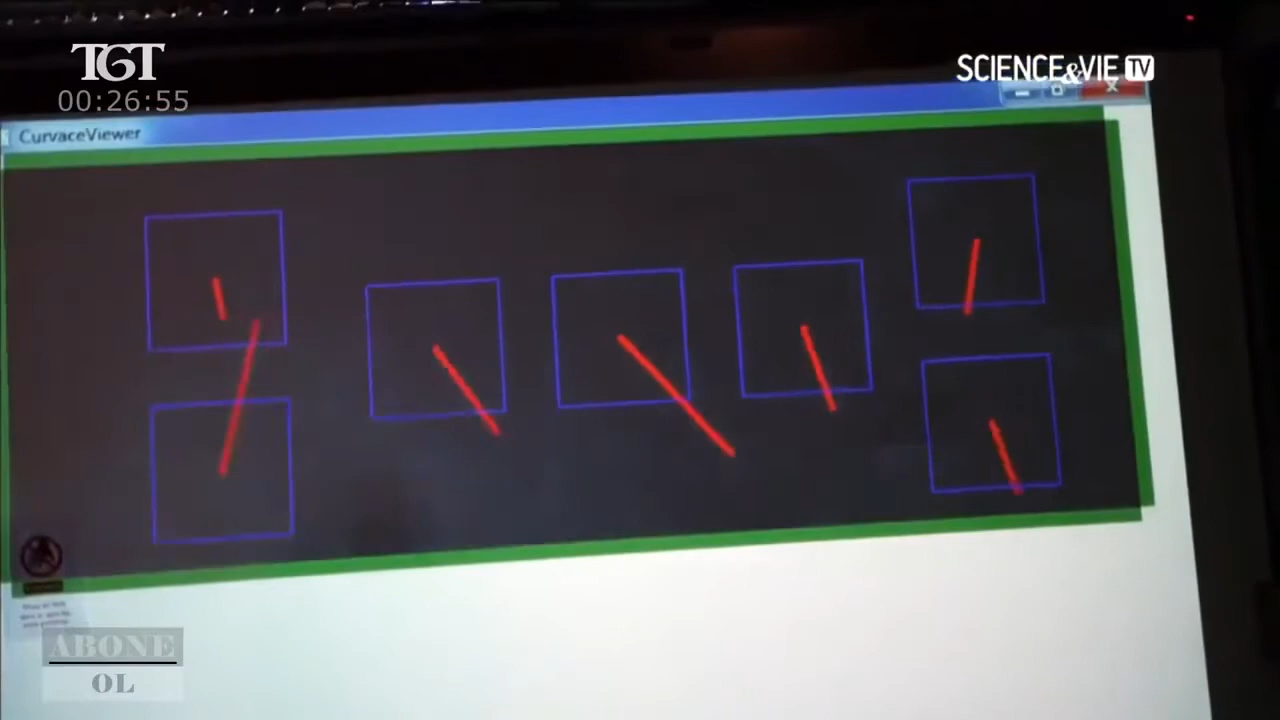 TGT
SCIENCE&VIE TV
00:26:55
CurvaceViewer
ABONE
OL